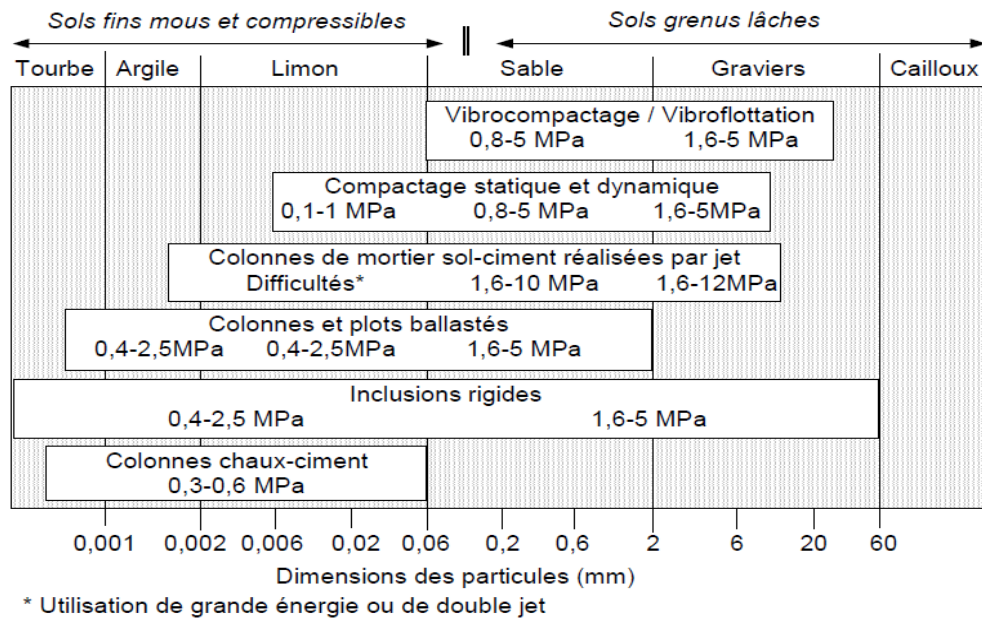 Sols fins mous et compressibles Sols grenus lâches
Tourbe Argile Limon Sable Graviers Cailloux
Vibrocompactage / Vibroflottation
0,8-5 MPa 1,6-5 MPa
Compactage statique et dynamique
0,1-1 MPa 0,8-5 MPa 1,6-5MPa
Colonnes de mortier sol-ciment réalisées par jet
Difficultés* 1,6-10 MPa 1,6-12MPa
Colonnes et plots ballastés
0,4-2,5MPa 0,4-2,5MPa 1,6-5 MPa
Inclusions rigides
0,4-2,5 MPa 1,6-5 MPa
Colonnes chaux-ciment
0,3-0,6 MPa
0,001 0,002 0,006 0,02 0,06 0,2 0,6 2 6 20 60
Dimensions des particules (mm)
* Utilisation de grande énergie ou de double jet